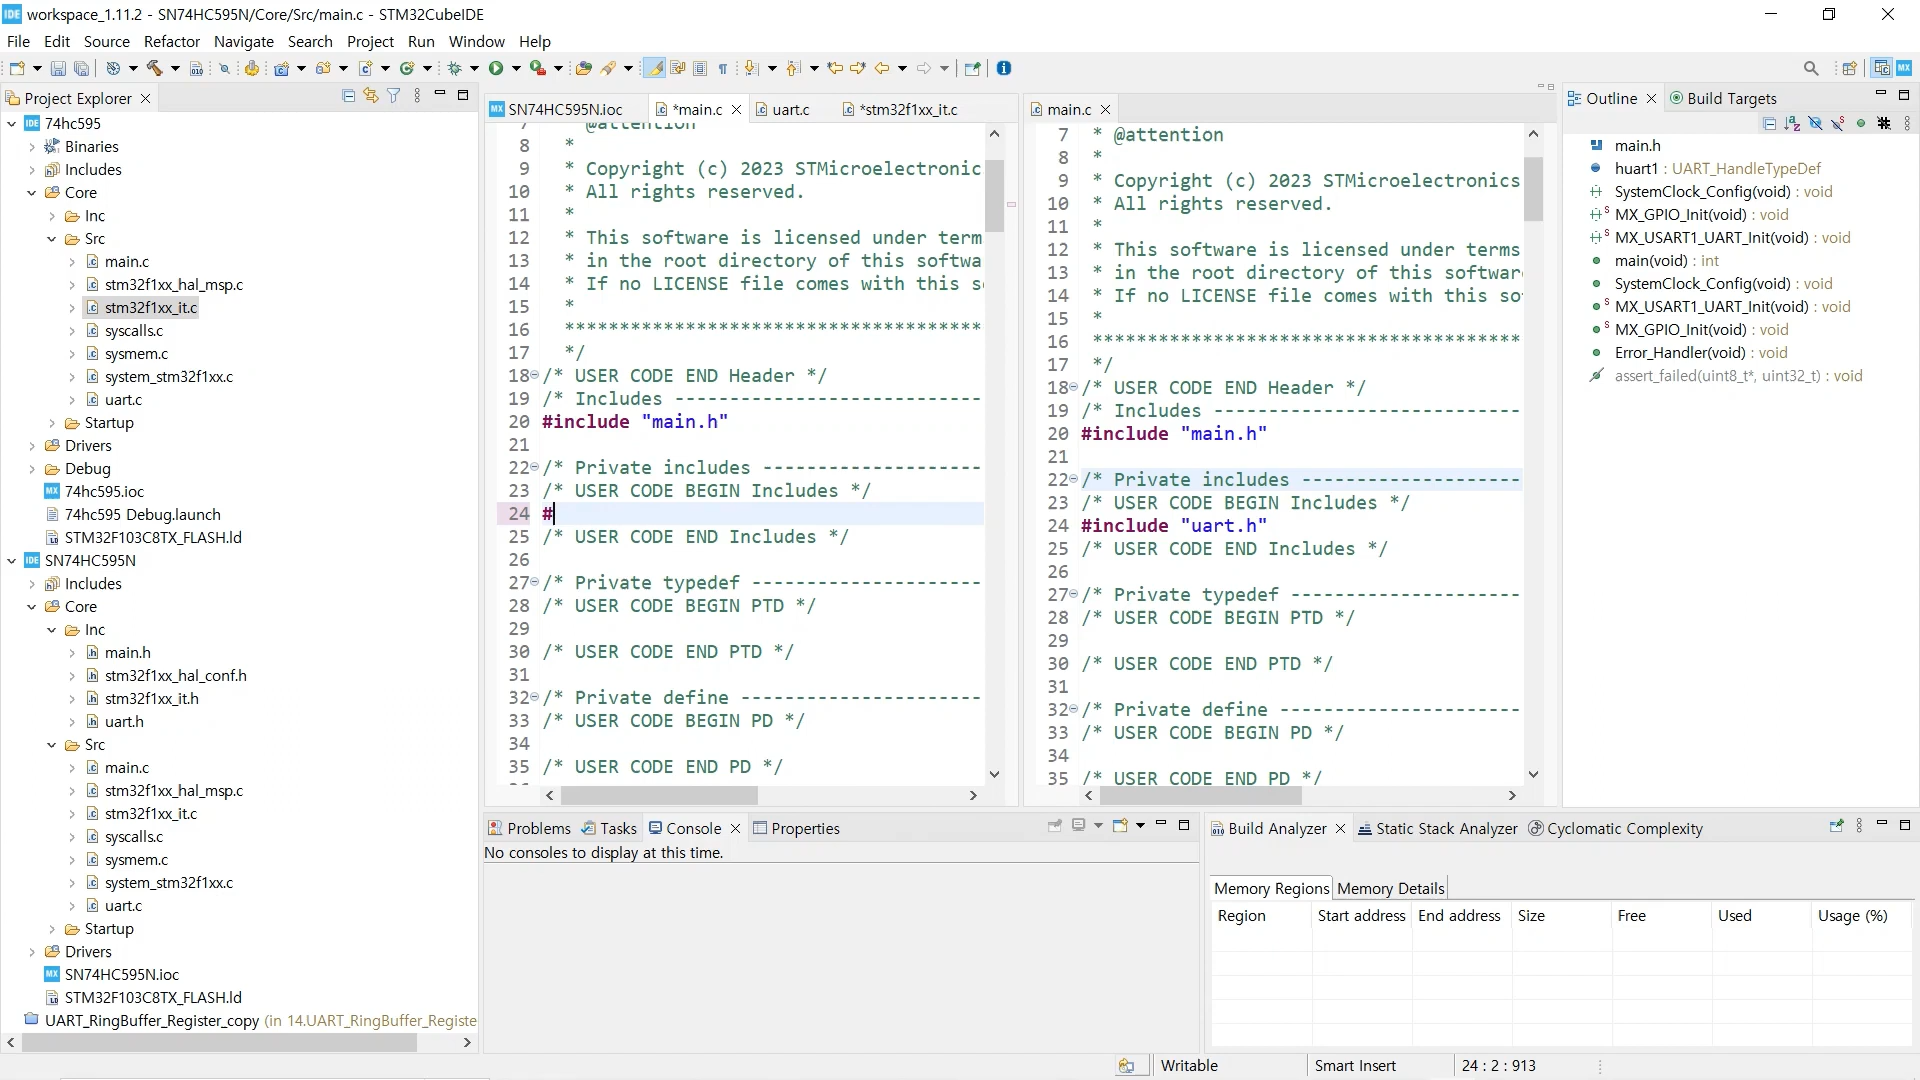 IDE workspace_1.11.2 - SN74HC595N/Core/Src/main.c - STM32CubeIDE
File Edit Source Refactor Navigate Search Project Run Window Help
Project Explorer
74hc595
Binaries
Includes
Core
Inc
Src
main.c
stm32f1xx_hal_msp.c
stm32f1xx_it.c
syscalls.c
sysmem.c
system_stm32f1xx.c
uart.c
Startup
Drivers
Debug
74hc595.ioc
74hc595 Debug.launch
STM32F103C8TX_FLASH.ld
SN74HC595N
Includes
Core
Inc
main.h
stm32f1xx_hal_conf.h
stm32f1xx_it.h
uart.h
Src
main.c
stm32f1xx_hal_msp.c
stm32f1xx_it.c
syscalls.c
sysmem.c
system_stm32f1xx.c
uart.c
Startup
Drivers
SN74HC595N.ioc
STM32F103C8TX_FLASH.ld
UART_RingBuffer_Register_copy (in 14.UART_RingBuffer_Registe
SN74HC595N.ioc *main.c uart.c *stm32f1xx_it.c
7 * @attention
8 *
9 * Copyright (c) 2023 STMicroelectronic
10 * All rights reserved.
11 *
12 * This software is licensed under term
13 * in the root directory of this softwa
14 * If no LICENSE file comes with this s
15 *
16 ***************************************
17 */
18 /* USER CODE END Header */
19 /* Includes ----------------------------
20 #include "main.h"
21
22 /* Private includes --------------------
23 /* USER CODE BEGIN Includes */
24 #
25 /* USER CODE END Includes */
26
27 /* Private typedef ---------------------
28 /* USER CODE BEGIN PTD */
29
30 /* USER CODE END PTD */
31
32 /* Private define ----------------------
33 /* USER CODE BEGIN PD */
34
35 /* USER CODE END PD */
main.c
7 * @attention
8 *
9 * Copyright (c) 2023 STMicroelectronics
10 * All rights reserved.
11 *
12 * This software is licensed under terms
13 * in the root directory of this softwar
14 * If no LICENSE file comes with this so
15 *
16 ***************************************
17 */
18 /* USER CODE END Header */
19 /* Includes ----------------------------
20 #include "main.h"
21
22 /* Private includes --------------------
23 /* USER CODE BEGIN Includes */
24 #include "uart.h"
25 /* USER CODE END Includes */
26
27 /* Private typedef ---------------------
28 /* USER CODE BEGIN PTD */
29
30 /* USER CODE END PTD */
31
32 /* Private define ----------------------
33 /* USER CODE BEGIN PD */
34
35 /* USER CODE END PD */
Outline Build Targets
main.h
huart1 : UART_HandleTypeDef
SystemClock_Config(void) : void
MX_GPIO_Init(void) : void
MX_USART1_UART_Init(void) : void
main(void) : int
SystemClock_Config(void) : void
MX_USART1_UART_Init(void) : void
MX_GPIO_Init(void) : void
Error_Handler(void) : void
assert_failed(uint8_t*, uint32_t) : void
Problems Tasks Console Properties
No consoles to display at this time.
Build Analyzer Static Stack Analyzer Cyclomatic Complexity
Memory Regions Memory Details
Region Start address End address Size Free Used Usage (%)
Writable Smart Insert 24 : 2 : 913